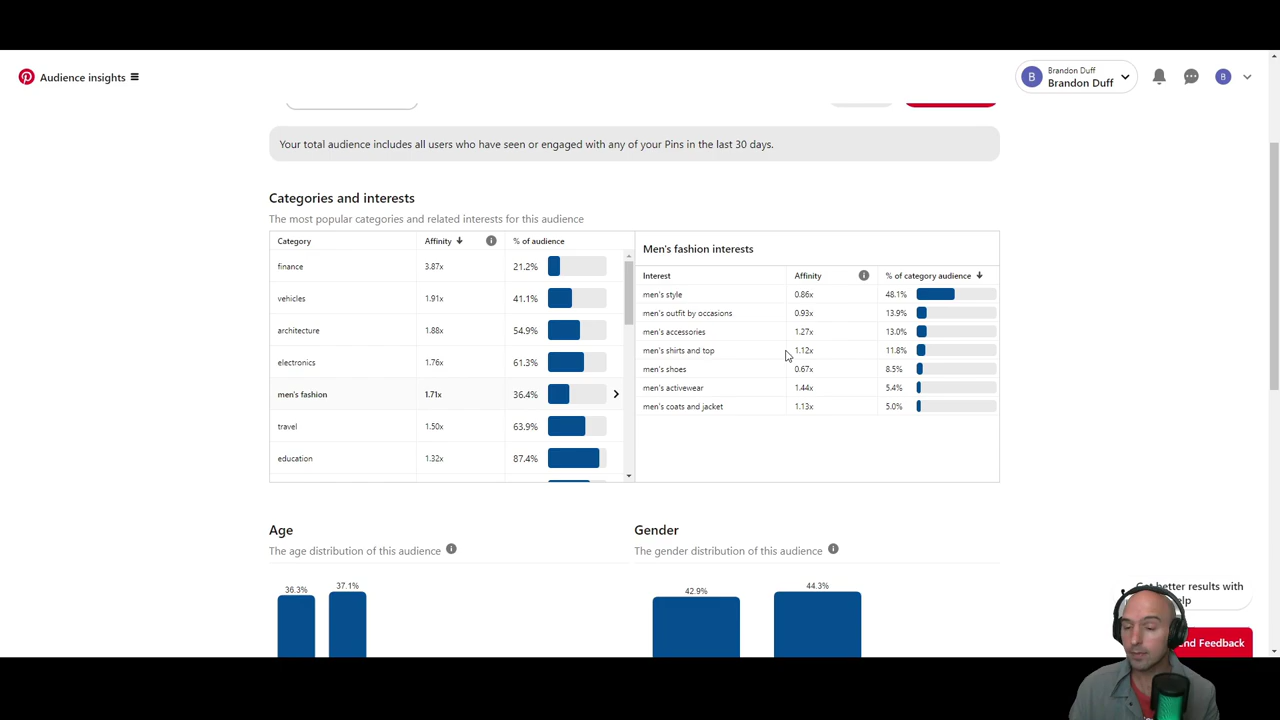 Audience insights
Brandon Duff
Brandon Duff
B
B
Your total audience includes all users who have seen or engaged with any of your Pins in the last 30 days.
Categories and interests
The most popular categories and related interests for this audience
Category Affinity % of audience
finance 3.87x 21.2%
vehicles 1.91x 41.1%
architecture 1.88x 54.9%
electronics 1.76x 61.3%
men's fashion 1.71x 36.4%
travel 1.50x 63.9%
education 1.32x 87.4%
Men's fashion interests
Interest Affinity % of category audience
men's style 0.86x 48.1%
men's outfit by occasions 0.93x 13.9%
men's accessories 1.27x 13.0%
men's shirts and top 1.12x 11.8%
men's shoes 0.67x 8.5%
men's activewear 1.44x 5.4%
men's coats and jacket 1.13x 5.0%
Age
The age distribution of this audience
36.3% 37.1%
Gender
The gender distribution of this audience
42.9% 44.3%
better results with
Feedback